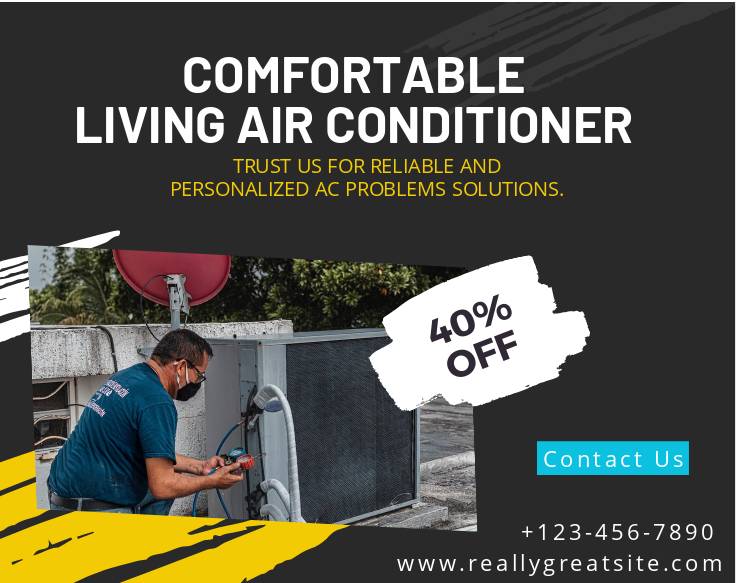 COMFORTABLE
LIVING AIR CONDITIONER
TRUST US FOR RELIABLE AND
PERSONALIZED AC PROBLEMS SOLUTIONS.
40%
OFF
Contact Us
+123-456-7890
www.reallygreatsite.com